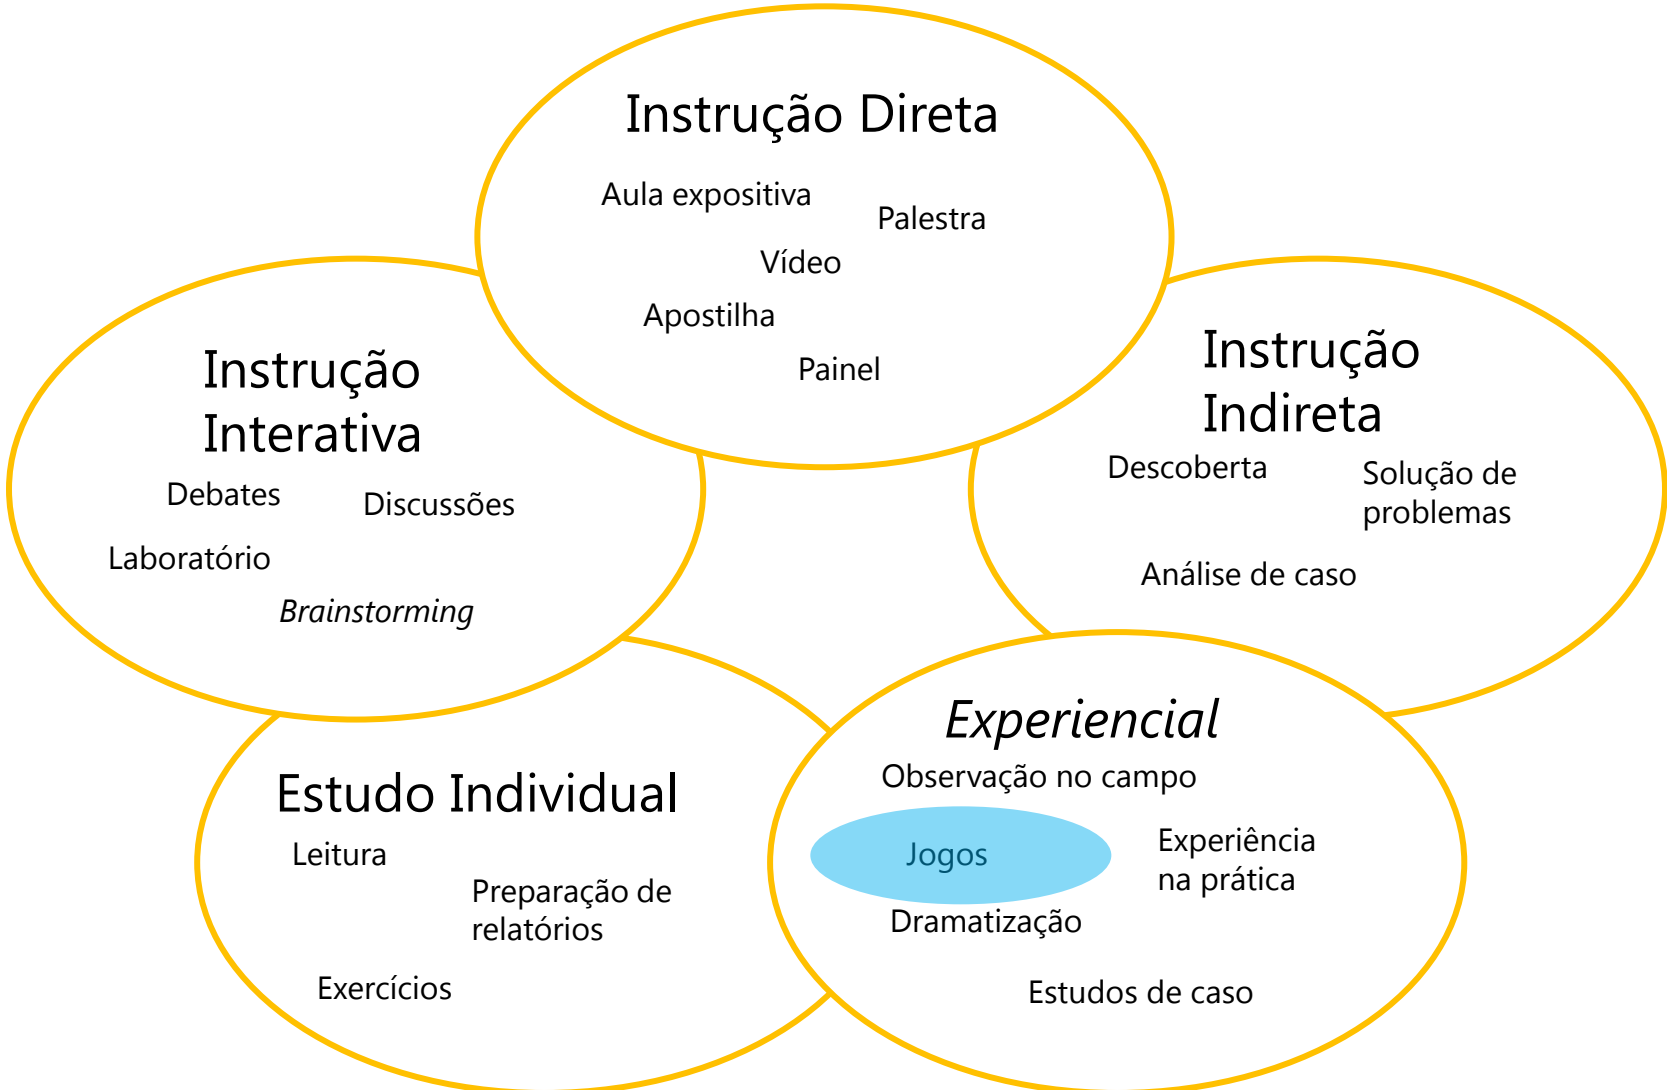 Instrução Direta
Aula expositiva
Palestra
Vídeo
Apostilha
Painel
Instrução
Interativa
Debates
Discussões
Laboratório
Brainstorming
Instrução
Indireta
Descoberta
Solução de
problemas
Análise de caso
Estudo Individual
Leitura
Preparação de
relatórios
Exercícios
Experiencial
Observação no campo
Jogos
Experiência
na prática
Dramatização
Estudos de caso